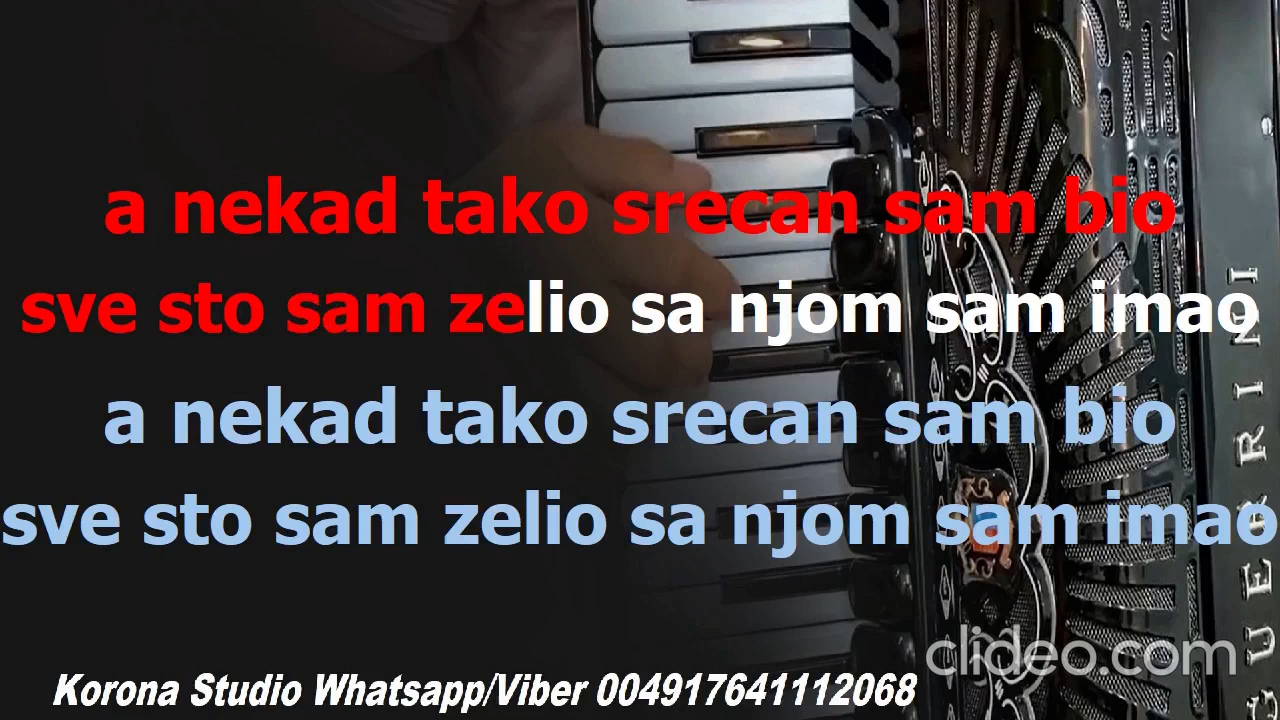 a nekad tako srecan sam bio
sve sto sam zelio sa njom sam imao
a nekad tako srecan sam bio
sve sto sam zelio sa njom sam imao
GUERRINI
clideo.com
Korona Studio Whatsapp/Viber 004917641112068